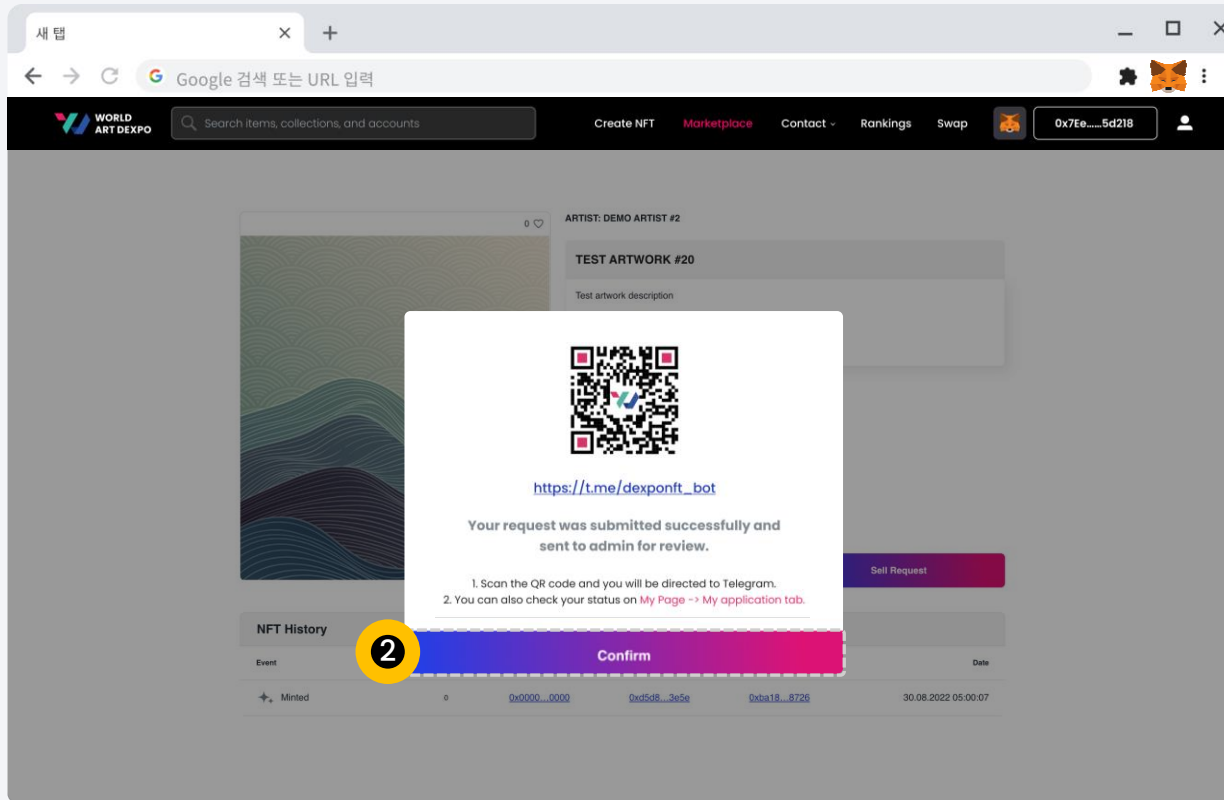 새 탭
Google 검색 또는 URL 입력
WORLD
ART DEXPO
Search items, collections, and accounts
Create NFT
Marketplace
Contact
Rankings
Swap
0x7Ee......5d218
0
ARTIST: DEMO ARTIST #2
TEST ARTWORK #20
Test artwork description
https://t.me/dexponft_bot
Your request was submitted successfully and
sent to admin for review.
1. Scan the QR code and you will be directed to Telegram.
2. You can also check your status on My Page -> My application tab.
Sell Request
NFT History
2
Confirm
Event
Date
Minted
0
0x0000...0000
0xd5d8...3e5e
0xba18...8726
30.08.2022 05:00:07